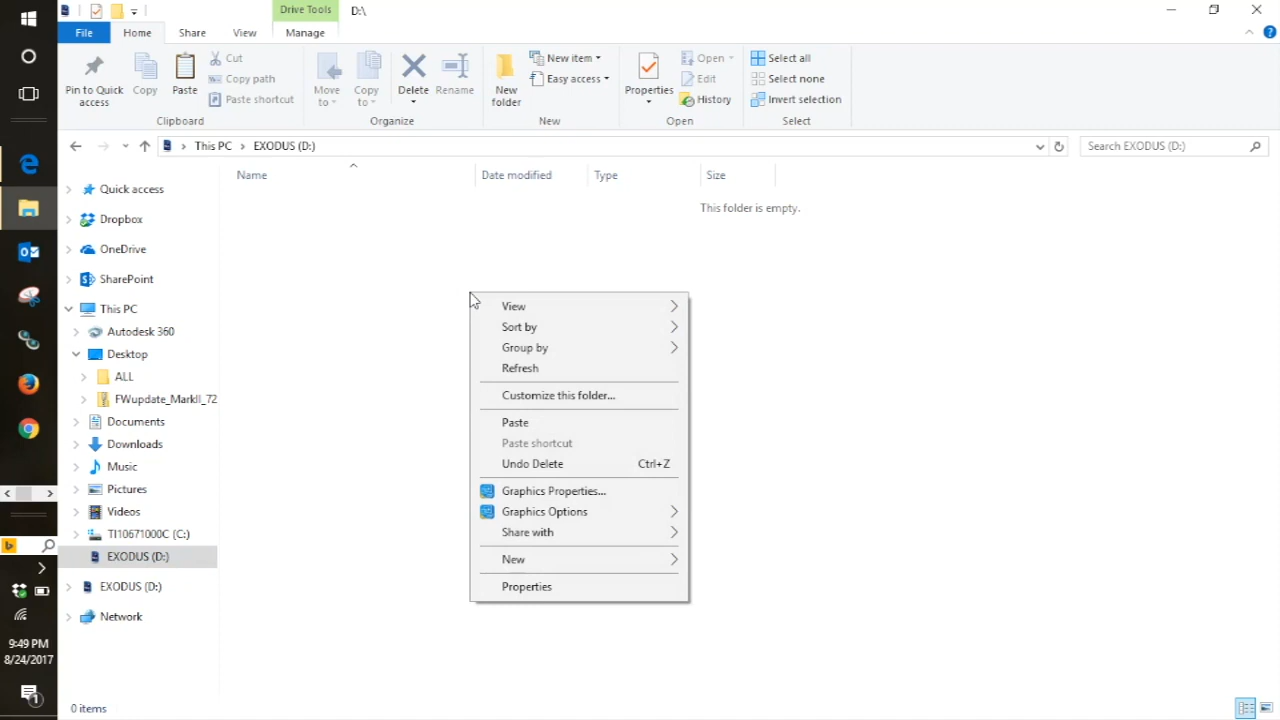 Drive Tools
D:\
File
Home
Share
View
Manage
Pin to Quick access
Copy
Paste
Cut
Copy path
Paste shortcut
Clipboard
Move to
Copy to
Delete
Rename
Organize
New folder
New item
Easy access
New
Properties
Open
Edit
History
Open
Select all
Select none
Invert selection
Select
This PC
EXODUS (D:)
Search EXODUS (D:)
Name
Date modified
Type
Size
This folder is empty.
Quick access
Dropbox
OneDrive
SharePoint
This PC
Autodesk 360
Desktop
ALL
FWupdate_MarkII_72
Documents
Downloads
Music
Pictures
Videos
TI10671000C (C:)
EXODUS (D:)
EXODUS (D:)
Network
View
Sort by
Group by
Refresh
Customize this folder...
Paste
Paste shortcut
Undo Delete Ctrl+Z
Graphics Properties...
Graphics Options
Share with
New
Properties
9:49 PM
8/24/2017
1
0 items